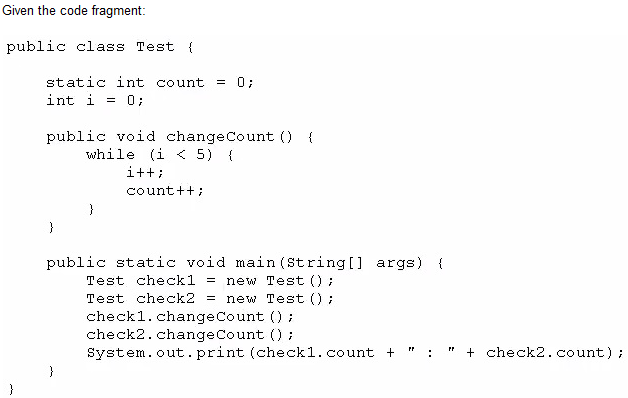 Given the code fragment:
public class Test {
static int count = 0;
int i = 0;
public void changeCount() {
while (i < 5) {
i++;
count++;
}
}
public static void main(String[] args) {
Test check1 = new Test();
Test check2 = new Test();
check1.changeCount();
check2.changeCount();
System.out.print(check1.count + " : " + check2.count);
}
}